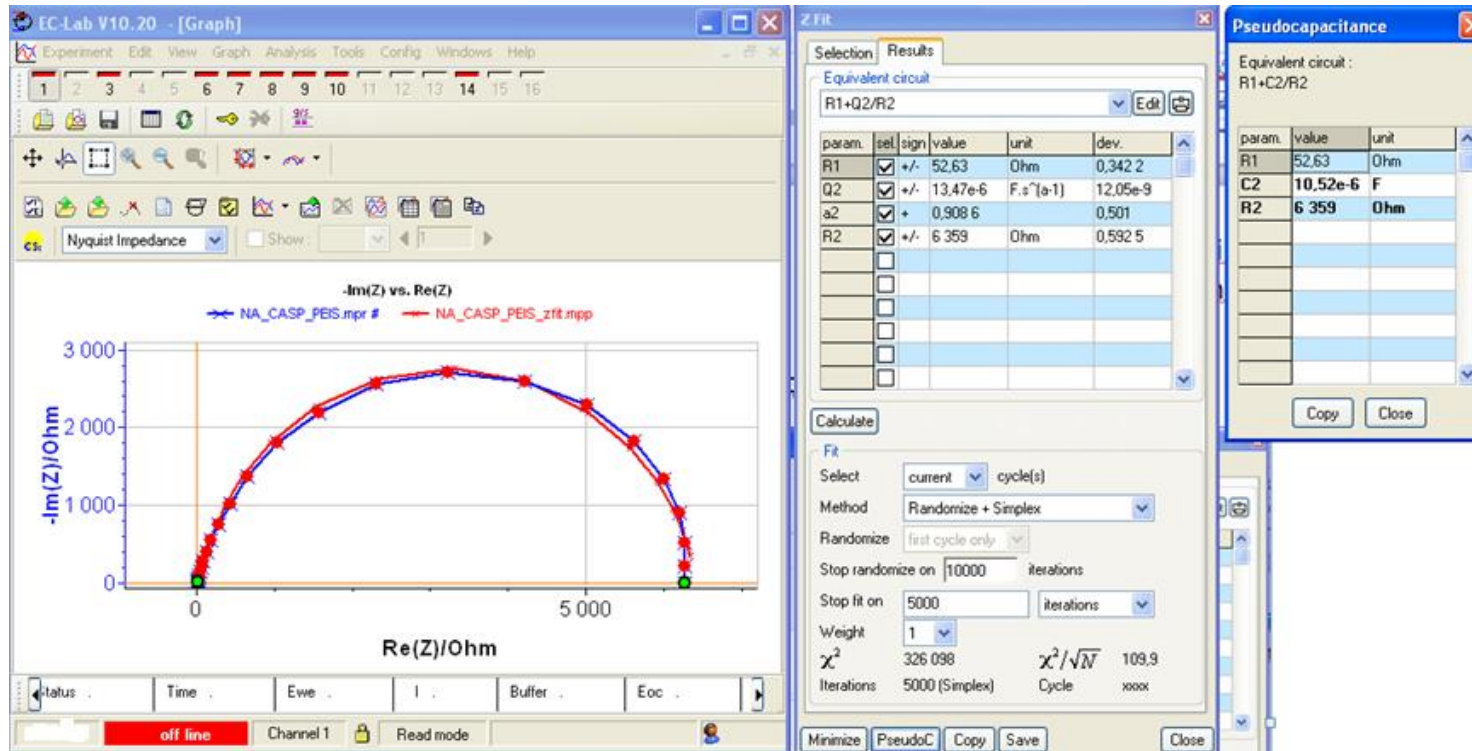 EC-Lab V10.20 - [Graph]
Experiment Edit View Graph Analysis Tools Config Windows Help
1 2 3 4 5 6 7 8 9 10 11 12 13 14 15 16
Nyquist Impedance Show : 1
-Im(Z) vs. Re(Z)
NA_CASP_PEIS.mpr # NA_CASP_PEIS_zfit.mpp
3 000
2 000
1 000
0
-Im(Z)/Ohm
0 5 000
Re(Z)/Ohm
Time . Ewe . I . Buffer . Eoc .
off line Channel 1 Read mode
Z Fit
Selection Results
Equivalent circuit
R1+Q2/R2 Edit
param. sel. sign value unit dev.
R1 +/- 52,63 Ohm 0,342 2
Q2 +/- 13,47e-6 F.s^(a-1) 12,05e-9
a2 + 0,908 6 0,501
R2 +/- 6 359 Ohm 0,592 5
Calculate
Fit
Select current cycle(s)
Method Randomize + Simplex
Randomize first cycle only
Stop randomize on 10000 iterations
Stop fit on 5000 iterations
Weight 1
χ² 326 098 χ²/√N 109,9
Iterations 5000 (Simplex) Cycle xxxx
Minimize PseudoC Copy Save Close
Pseudocapacitance
Equivalent circuit :
R1+C2/R2
param. value unit
R1 52,63 Ohm
C2 10,52e-6 F
R2 6 359 Ohm
Copy Close